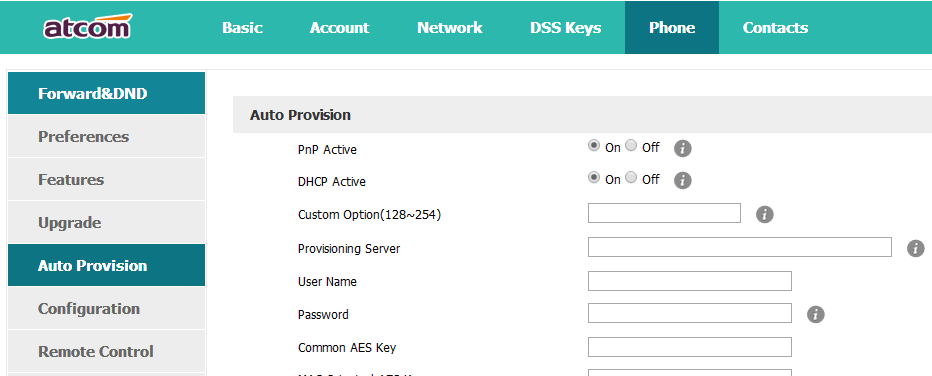 atcom Basic Account Network DSS Keys Phone Contacts
Forward&DND
Preferences
Features
Upgrade
Auto Provision
Configuration
Remote Control
Auto Provision
PnP Active On Off i
DHCP Active On Off i
Custom Option(128~254) i
Provisioning Server i
User Name
Password i
Common AES Key